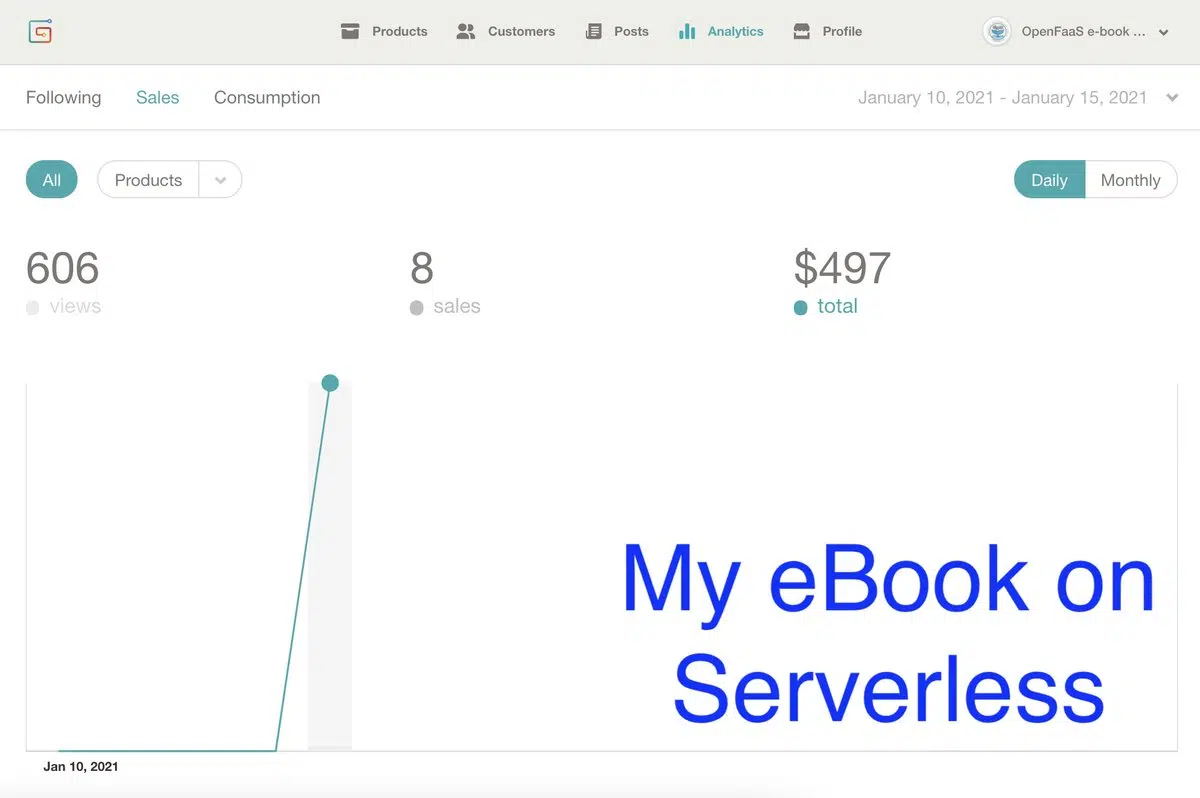 Products Customers Posts Analytics Profile OpenFaaS e-book ...
Following Sales Consumption January 10, 2021 - January 15, 2021
All Products Daily Monthly
606 8 $497
views sales total
My eBook on
Serverless
Jan 10, 2021